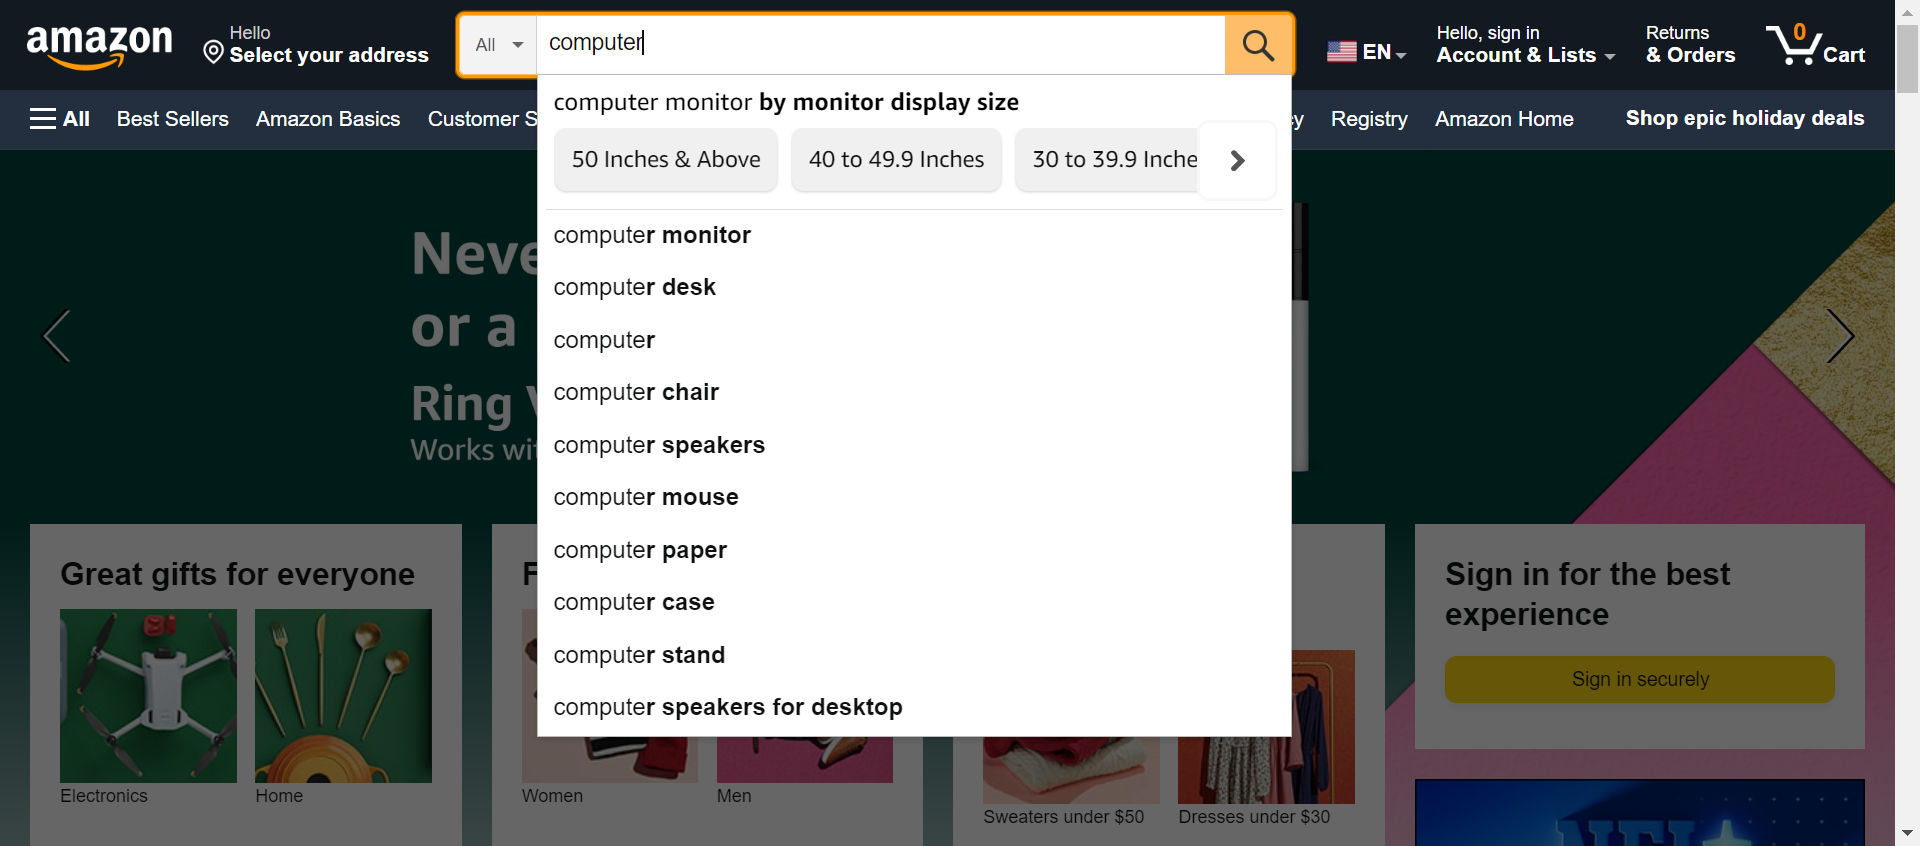 amazon
Hello
Select your address
All
computer
EN
Hello, sign in
Account & Lists
Returns
& Orders
0
Cart
All
Best Sellers
Amazon Basics
Customer S
y
Registry
Amazon Home
Shop epic holiday deals
computer monitor by monitor display size
50 Inches & Above
40 to 49.9 Inches
30 to 39.9 Inche
computer monitor
computer desk
computer
computer chair
computer speakers
computer mouse
computer paper
computer case
computer stand
computer speakers for desktop
Neve
or a
Ring
Works wit
Great gifts for everyone
Electronics
Home
F
Women
Men
Sweaters under $50
Dresses under $30
Sign in for the best
experience
Sign in securely